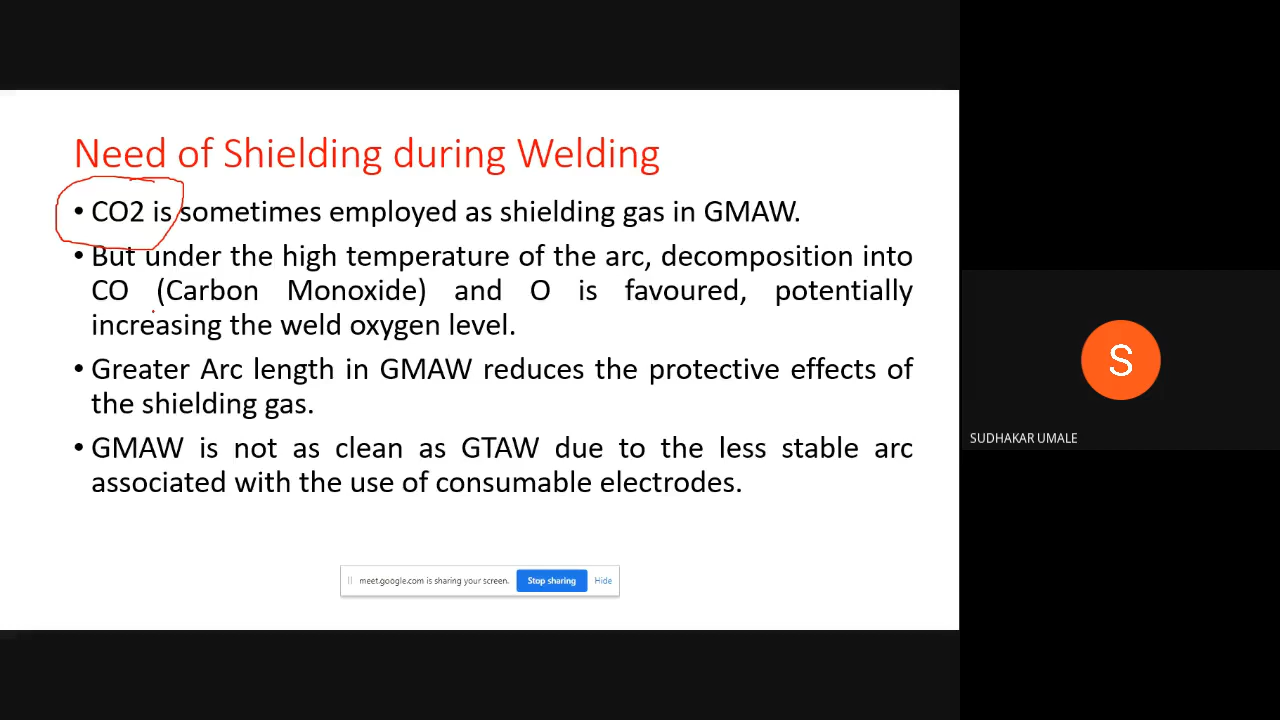 Need of Shielding during Welding
• CO2 is sometimes employed as shielding gas in GMAW.
• But under the high temperature of the arc, decomposition into
CO (Carbon Monoxide) and O is favoured, potentially
increasing the weld oxygen level.
• Greater Arc length in GMAW reduces the protective effects of
the shielding gas.
• GMAW is not as clean as GTAW due to the less stable arc
associated with the use of consumable electrodes.
meet.google.com is sharing your screen. Stop sharing Hide
S
SUDHAKAR UMALE